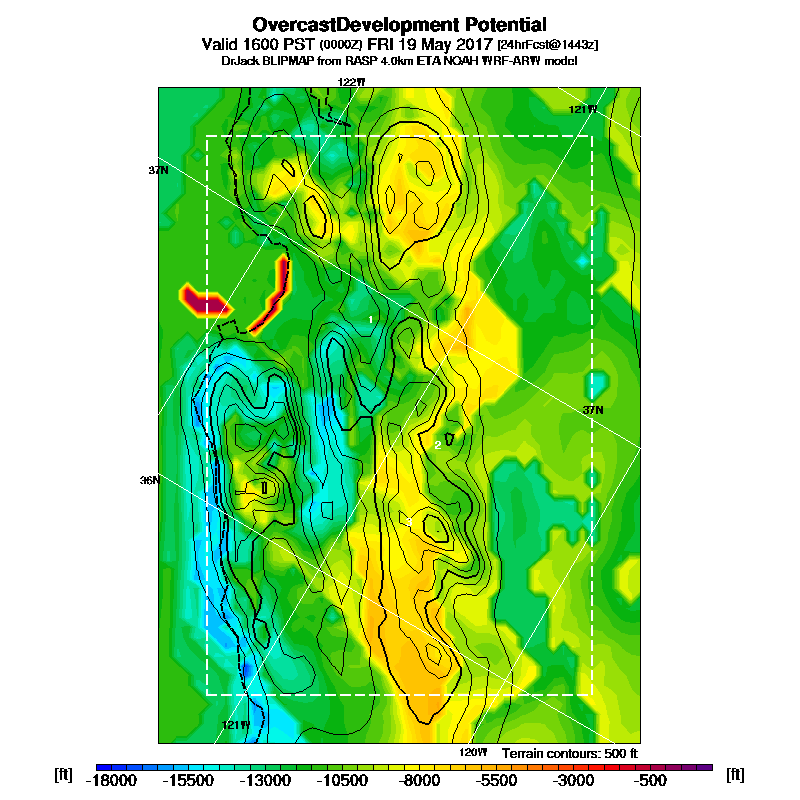 OvercastDevelopment Potential
Valid 1600 PST (0000Z) FRI 19 May 2017 [24hrFcst@1443z]
DrJack BLIPMAP from RASP 4.0km ETA NOAH WRF-ARW model
122W
121W
37N
1
37N
2
36N
3
121W
120W
Terrain contours: 500 ft
[ft] -18000 -15500 -13000 -10500 -8000 -5500 -3000 -500 [ft]